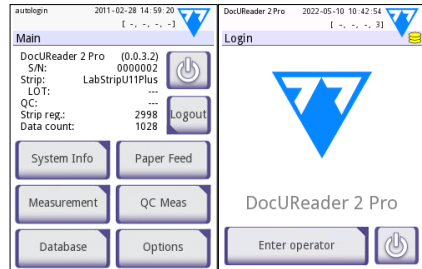 autologin 2011-02-28 14:59:20
[ -, -, -, -]
Main
DocUReader 2 Pro (0.0.3.2)
S/N: 0000002
Strip: LabStripU11Plus
LOT: ---
QC: ---
Strip reg.: 2998
Data count: 1028
Logout
System Info Paper Feed
Measurement QC Meas
Database Options
DocUReader 2 Pro 2022-05-10 10:42:54
[ -, -, -, 3]
Login
DocUReader 2 Pro
Enter operator